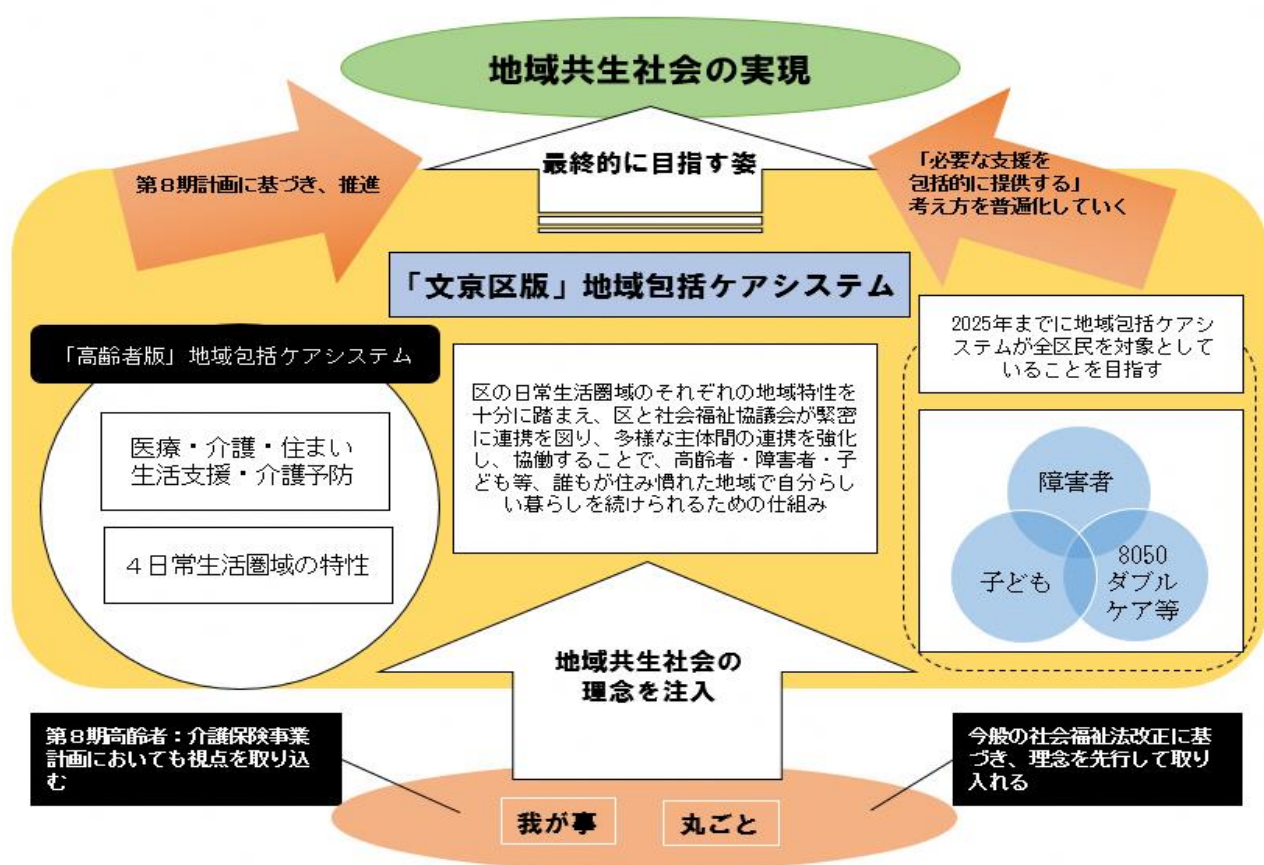 地域共生社会の実現
最終的に目指す姿
第８期計画に基づき、推進
「必要な支援を
包括的に提供する」
考え方を普遍化していく
「文京区版」地域包括ケアシステム
「高齢者版」地域包括ケアシステム
医療・介護・住まい
生活支援・介護予防
４日常生活圏域の特性
区の日常生活圏域のそれぞれの地域特性を
十分に踏まえ、区と社会福祉協議会が緊密
に連携を図り、多様な主体間の連携を強化
し、協働することで、高齢者・障害者・子
ども等、誰もが住み慣れた地域で自分らし
い暮らしを続けられるための仕組み
2025年までに地域包括ケアシ
ステムが全区民を対象として
いることを目指す
障害者
子ども
8050
ダブル
ケア等
地域共生社会の
理念を注入
第８期高齢者：介護保険事業
計画においても視点を取り込
む
今般の社会福祉法改正に基
づき、理念を先行して取り
入れる
我が事
丸ごと